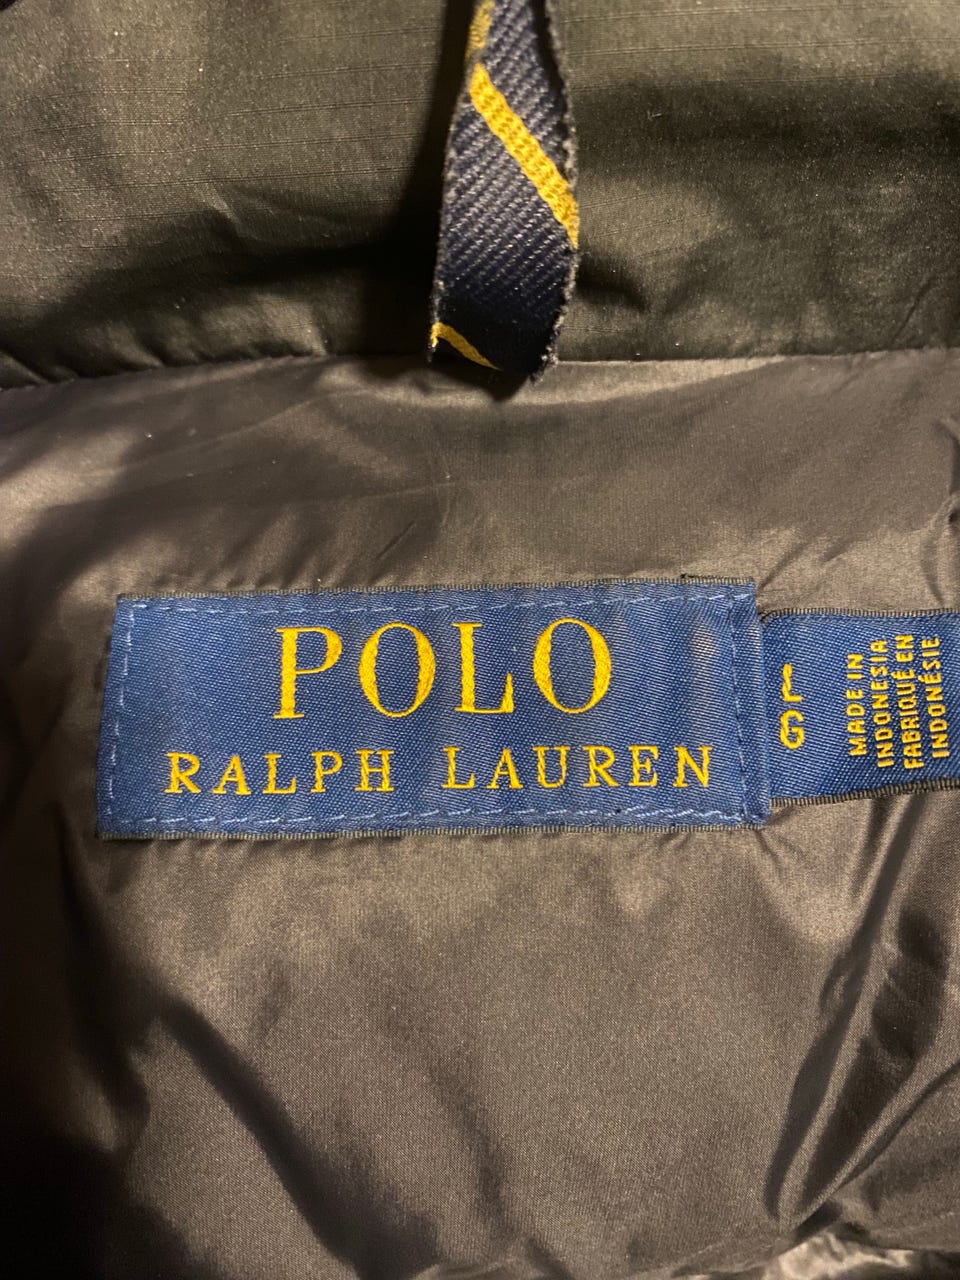 POLO
RALPH LAUREN
L
G
MADE IN
INDONESIA
FABRIQUÉ EN
INDONÉSIE